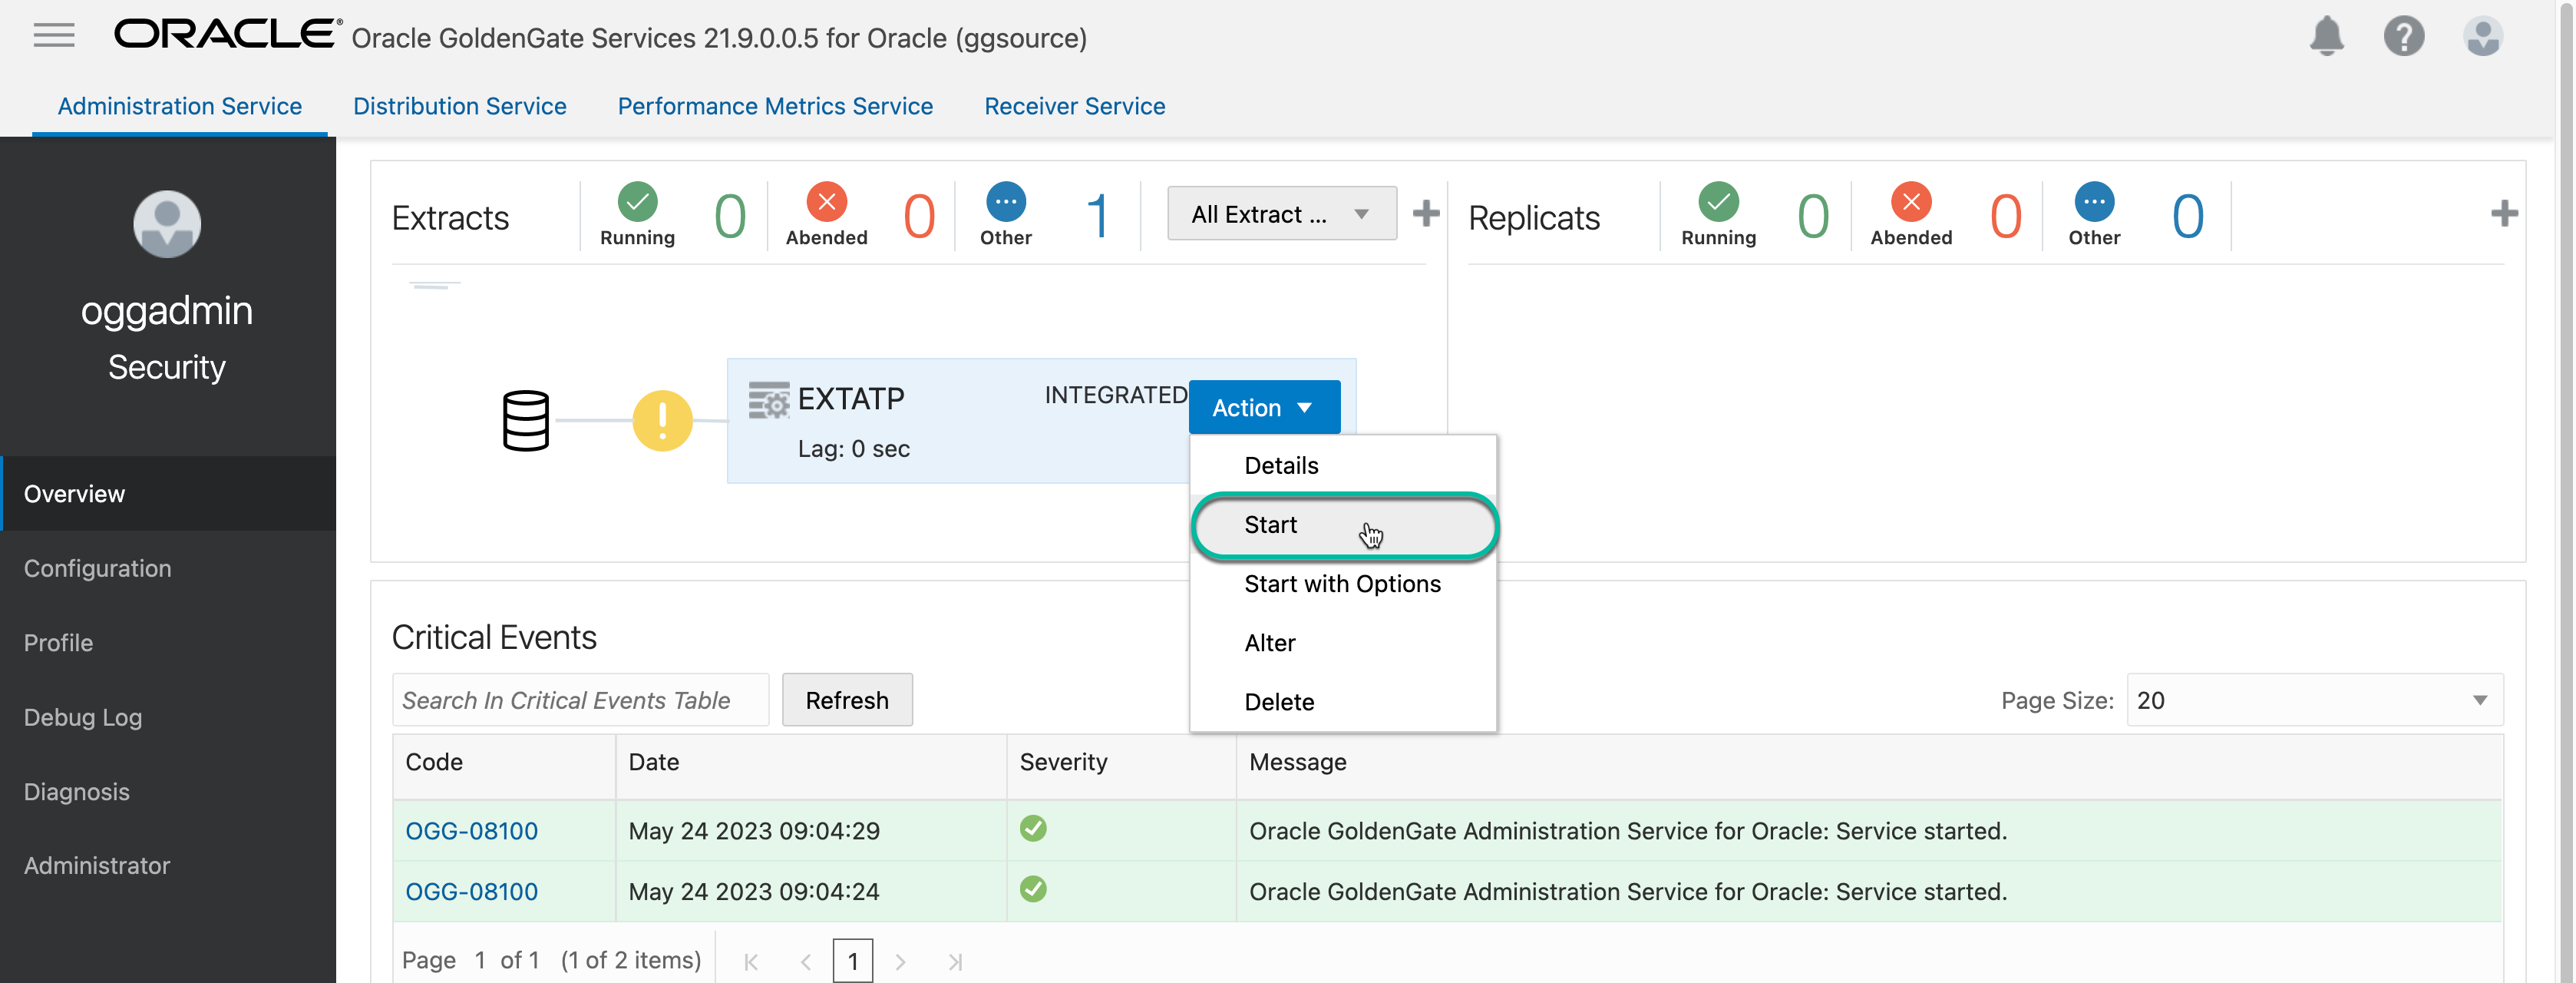 ORACLE® Oracle GoldenGate Services 21.9.0.0.5 for Oracle (ggsource)
Administration Service
Distribution Service
Performance Metrics Service
Receiver Service
oggadmin
Security
Overview
Configuration
Profile
Debug Log
Diagnosis
Administrator
Extracts
Running 0
Abended 0
Other 1
All Extract ...
Replicats
Running 0
Abended 0
Other 0
EXTATP
INTEGRATED
Lag: 0 sec
Action
Details
Start
Start with Options
Alter
Delete
Critical Events
Search In Critical Events Table
Refresh
Page Size: 20
Code Date Severity Message
OGG-08100 May 24 2023 09:04:29 Oracle GoldenGate Administration Service for Oracle: Service started.
OGG-08100 May 24 2023 09:04:24 Oracle GoldenGate Administration Service for Oracle: Service started.
Page 1 of 1 (1 of 2 items) 1